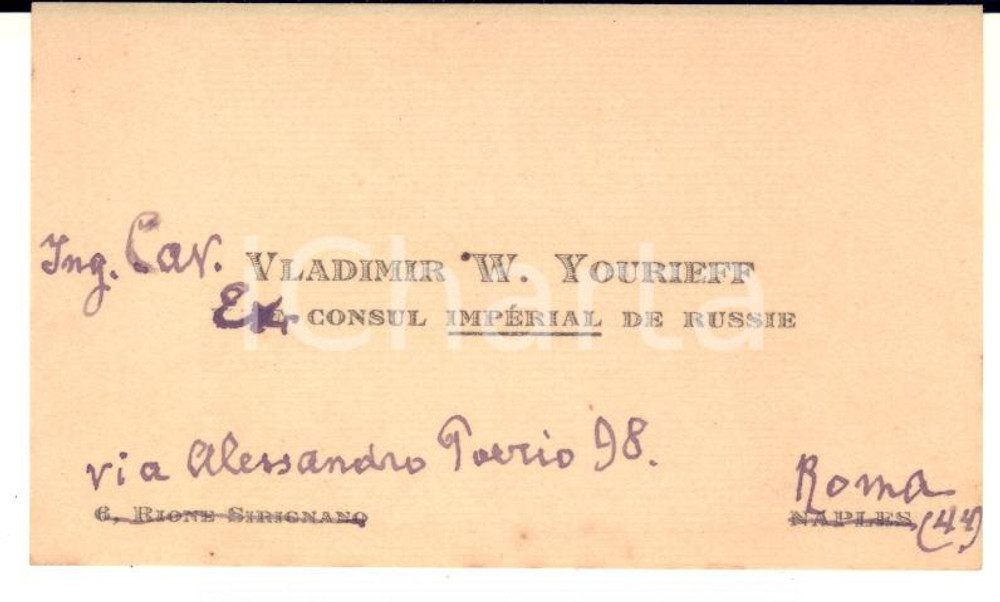 Ing. Cav. VLADIMIR W. YOURIEFF
Ex CONSUL IMPÉRIAL DE RUSSIE
via Alessandro Poerio 98.
6, RIONE SIRIGNANO
Roma
NAPLES (44)
iCharta